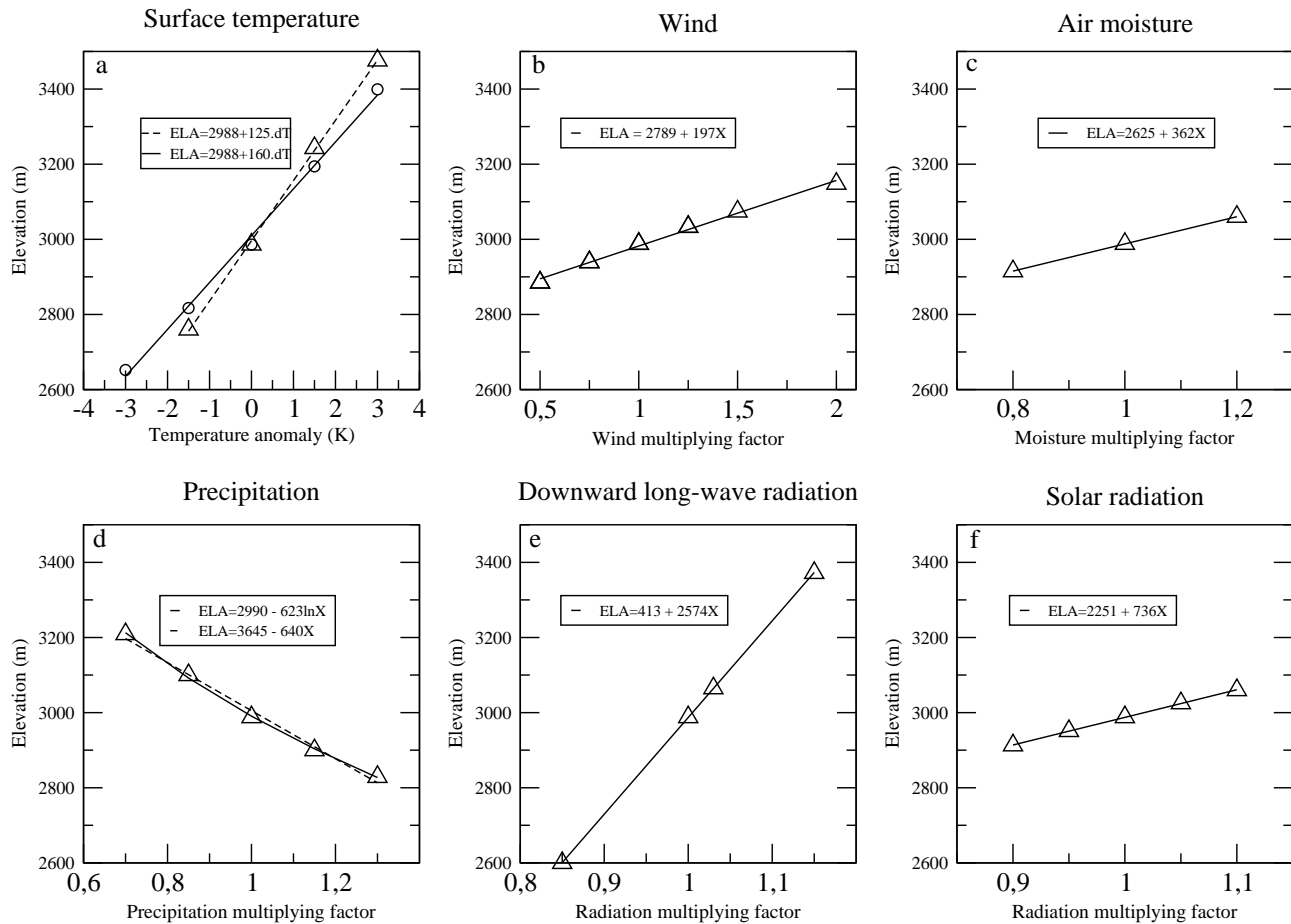 Surface temperature
a
3400
3200
3000
2800
2600
Elevation (m)
ELA=2988+125.dT
ELA=2988+160.dT
-4 -3 -2 -1 0 1 2 3 4
Temperature anomaly (K)
Wind
b
3400
3200
3000
2800
2600
Elevation (m)
ELA = 2789 + 197X
0,5 1 1,5 2
Wind multiplying factor
Air moisture
c
3400
3200
3000
2800
2600
Elevation (m)
ELA=2625 + 362X
0,8 1 1,2
Moisture multiplying factor
Precipitation
d
3400
3200
3000
2800
2600
Elevation (m)
ELA=2990 - 623lnX
ELA=3645 - 640X
0,6 0,8 1 1,2
Precipitation multiplying factor
Downward long-wave radiation
e
3400
3200
3000
2800
2600
Elevation (m)
ELA=413 + 2574X
0,8 0,9 1 1,1
Radiation multiplying factor
Solar radiation
f
3400
3200
3000
2800
2600
Elevation (m)
ELA=2251 + 736X
0,9 1 1,1
Radiation multiplying factor